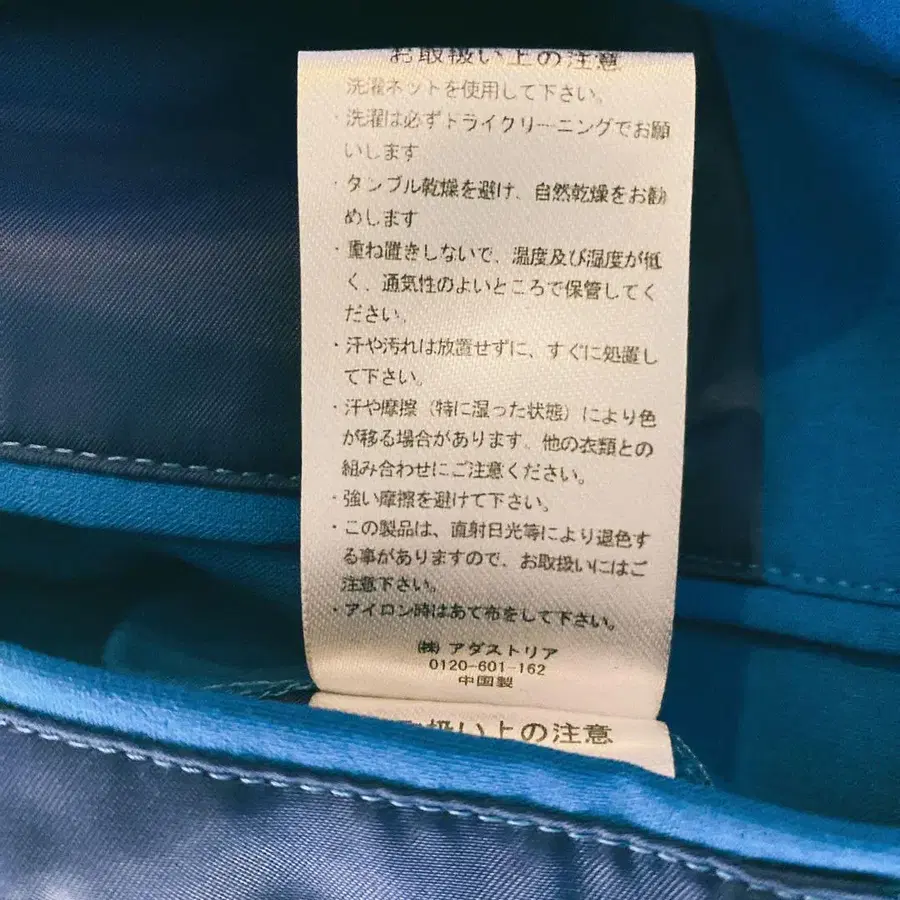 お取扱い上の注意
洗濯ネットを使用して下さい。
・洗濯は必ずドライクリーニングでお願
いします
・タンブル乾燥を避け、自然乾燥をお勧
めします
・重ね置きしないで、温度及び湿度が低
く、通気性のよいところで保管してく
ださい。
・汗や汚れは放置せずに、すぐに処置し
て下さい。
・汗や摩擦（特に湿った状態）により色
が移る場合があります。他の衣類との
組み合わせにご注意ください。
・強い摩擦を避けて下さい。
・この製品は、直射日光等により退色す
る事がありますので、お取扱いにはご
注意下さい。
・アイロン時はあて布をして下さい。
㈱ アダストリア
0120-601-162
中国製
取扱い上の注意